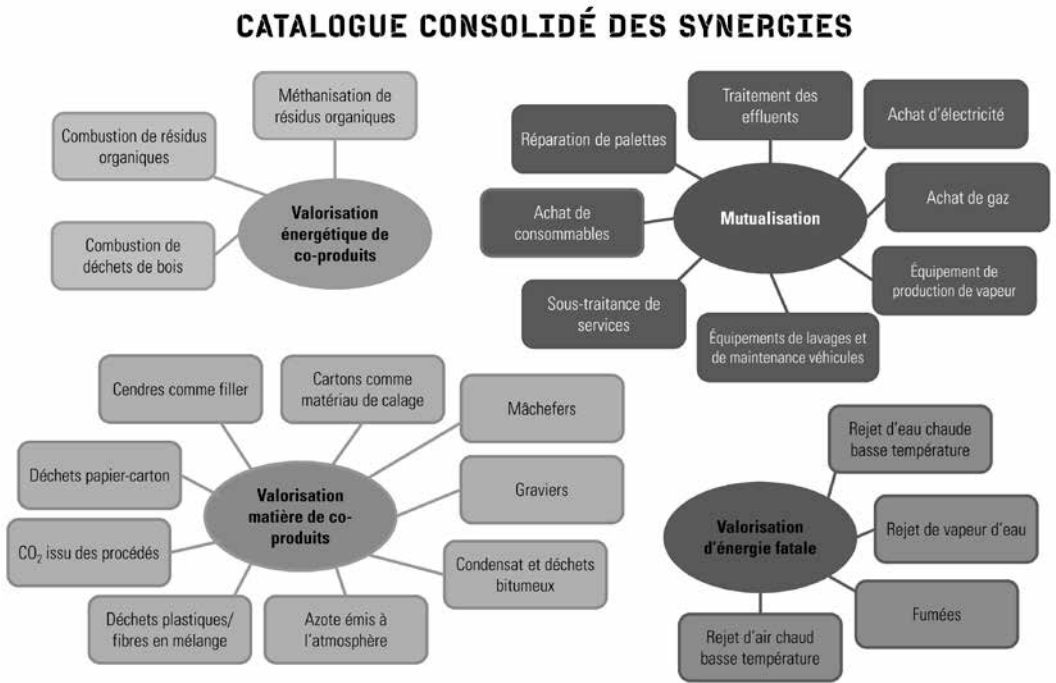 CATALOGUE CONSOLIDÉ DES SYNERGIES
Méthanisation de
résidus organiques
Combustion de résidus
organiques
Combustion de
déchets de bois
Valorisation
énergétique de
co-produits
Traitement des
effluents
Achat d'électricité
Réparation de palettes
Achat de gaz
Achat de
consommables
Mutualisation
Équipement de
production de vapeur
Sous-traitance de
services
Équipements de lavages et
de maintenance véhicules
Cendres comme filler
Cartons comme
matériau de calage
Mâchefers
Déchets papier-carton
Graviers
Valorisation
matière de co-
produits
CO₂ issu des procédés
Condensat et déchets
bitumeux
Déchets plastiques/
fibres en mélange
Azote émis à
l'atmosphère
Rejet d'eau chaude
basse température
Valorisation
d'énergie fatale
Rejet de vapeur d'eau
Fumées
Rejet d'air chaud
basse température